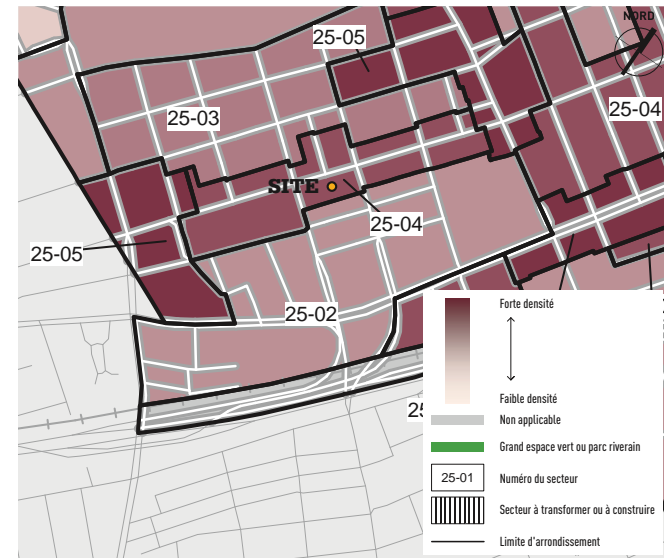 NORD
25-05
25-04
25-03
SITE
25-04
25-05
25-02
Forte densité
Faible densité
Non applicable
Grand espace vert ou parc riverain
25-01 Numéro du secteur
Secteur à transformer ou à construire
Limite d'arrondissement